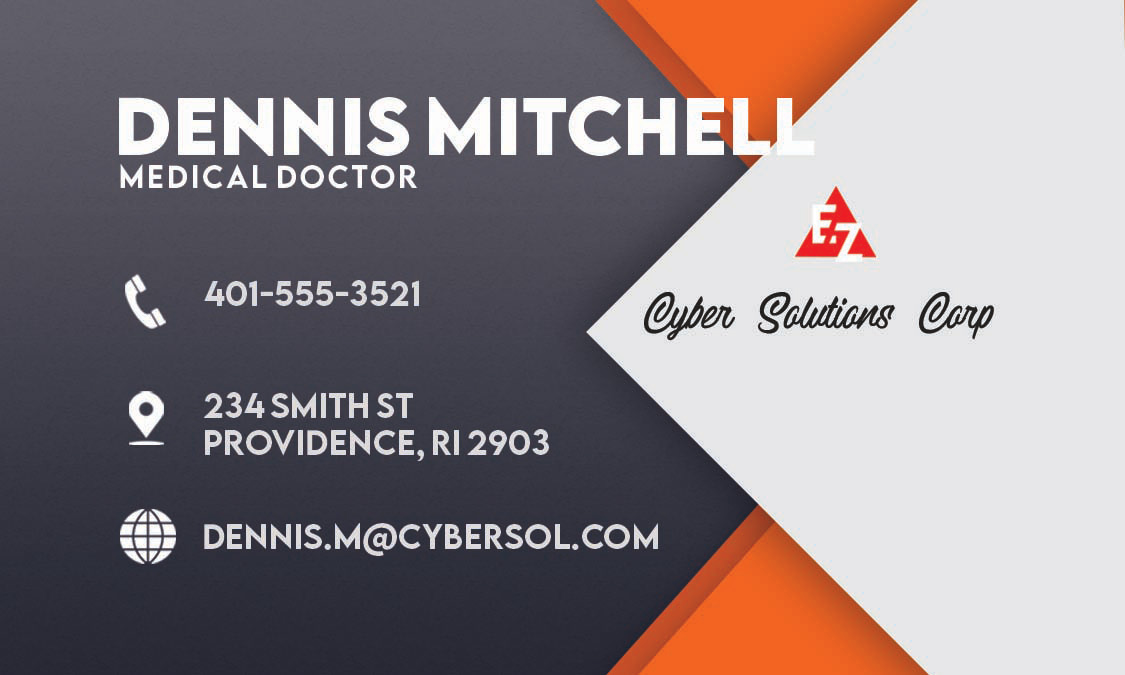 DENNIS MITCHELL
MEDICAL DOCTOR
401-555-3521
234 SMITH ST
PROVIDENCE, RI 2903
DENNIS.M@CYBERSOL.COM
E.Z
Cyber Solutions Corp